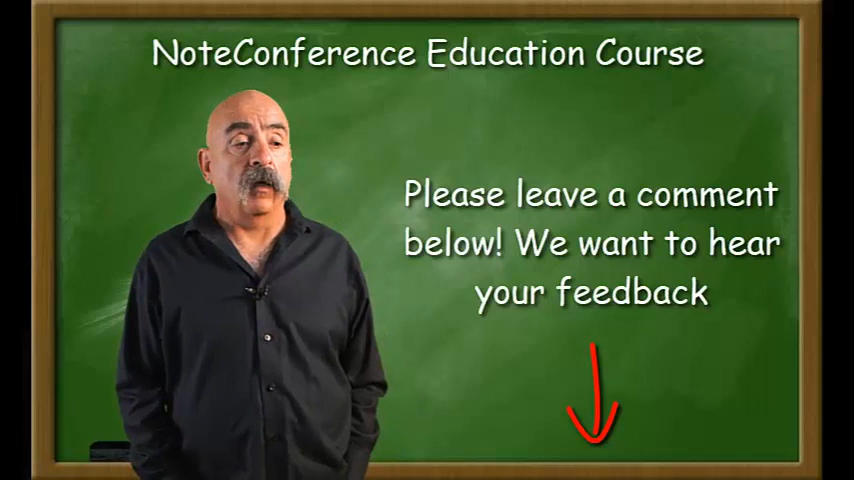 NoteConference Education Course
Please leave a comment
below! We want to hear
your feedback